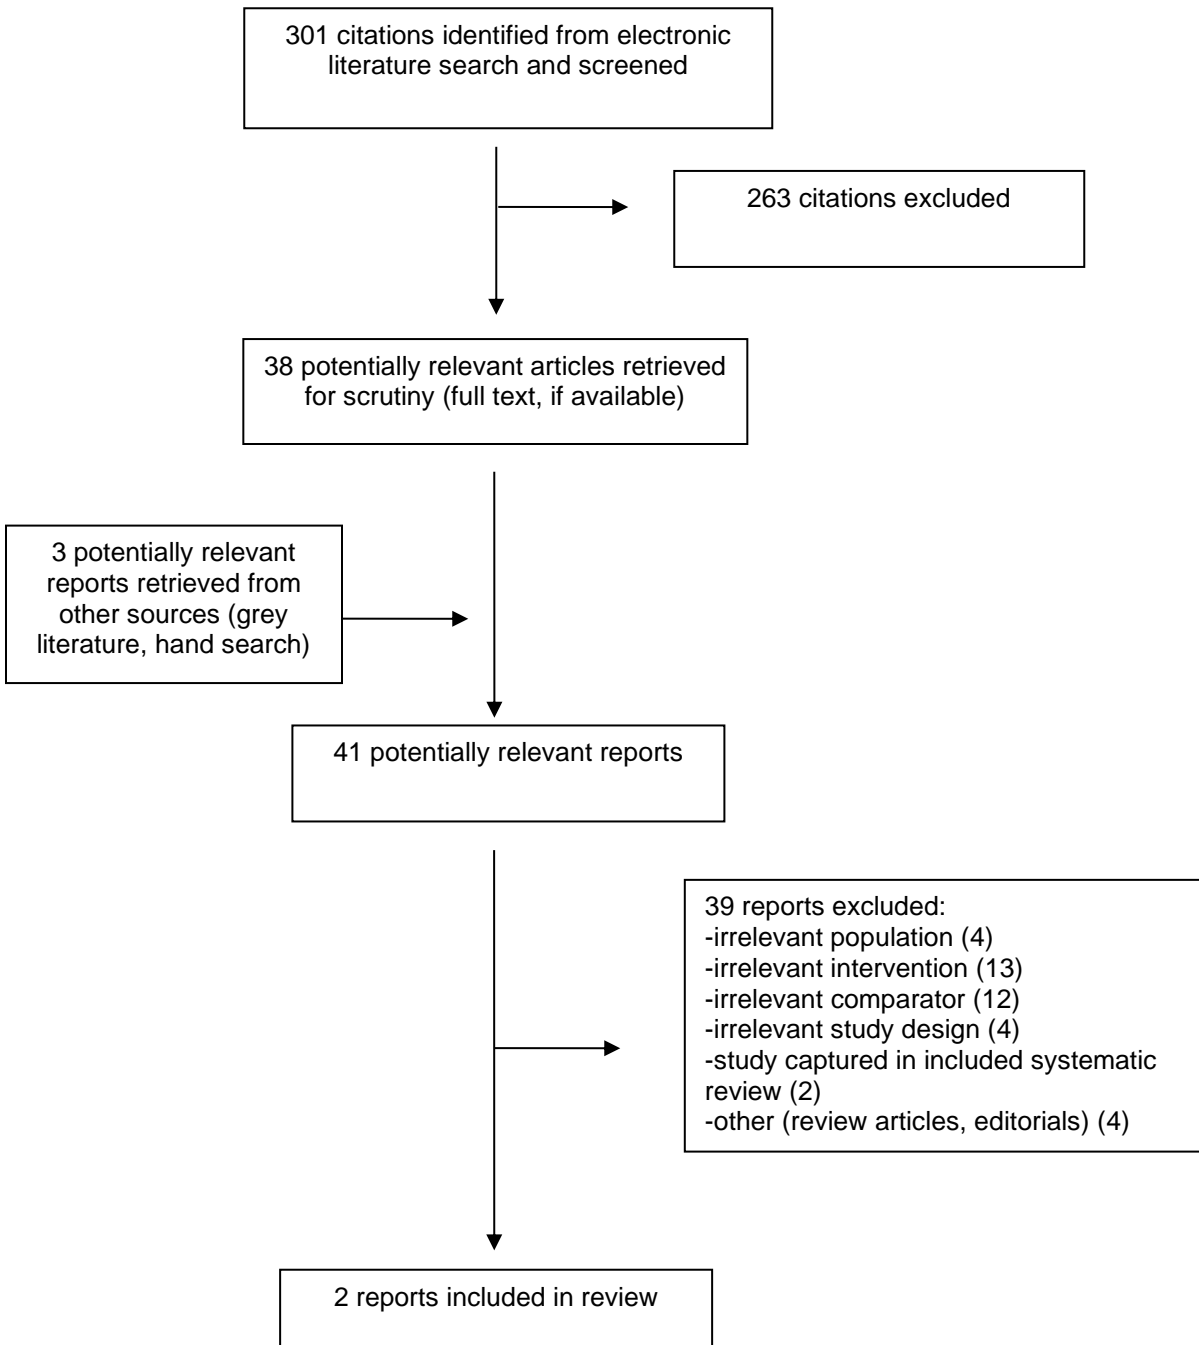 301 citations identified from electronic
literature search and screened
263 citations excluded
38 potentially relevant articles retrieved
for scrutiny (full text, if available)
3 potentially relevant
reports retrieved from
other sources (grey
literature, hand search)
41 potentially relevant reports
39 reports excluded:
-irrelevant population (4)
-irrelevant intervention (13)
-irrelevant comparator (12)
-irrelevant study design (4)
-study captured in included systematic
review (2)
-other (review articles, editorials) (4)
2 reports included in review